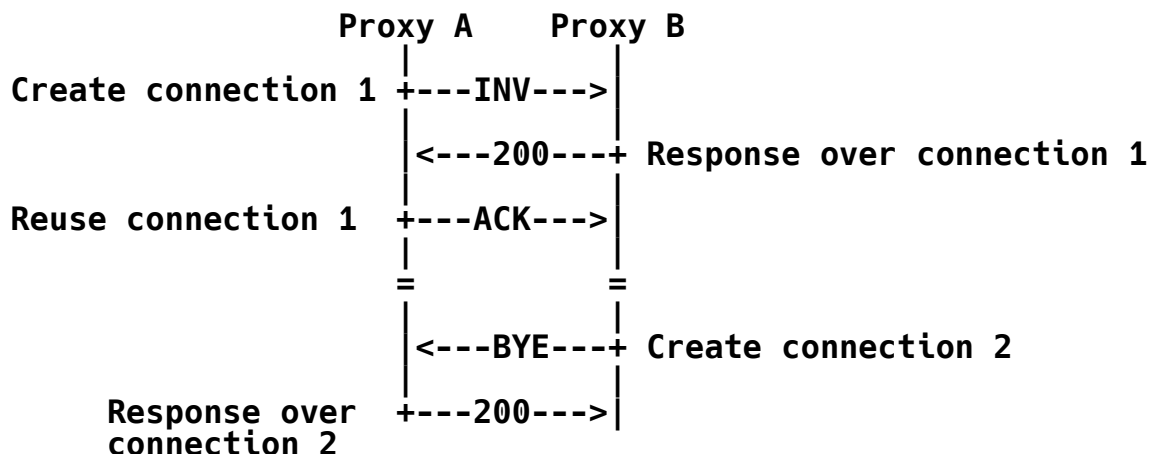 Proxy A Proxy B
| |
Create connection 1 +---INV--->|
| |
|<---200---+ Response over connection 1
| |
Reuse connection 1 +---ACK--->|
| |
= =
| |
|<---BYE---+ Create connection 2
| |
Response over +---200--->|
connection 2